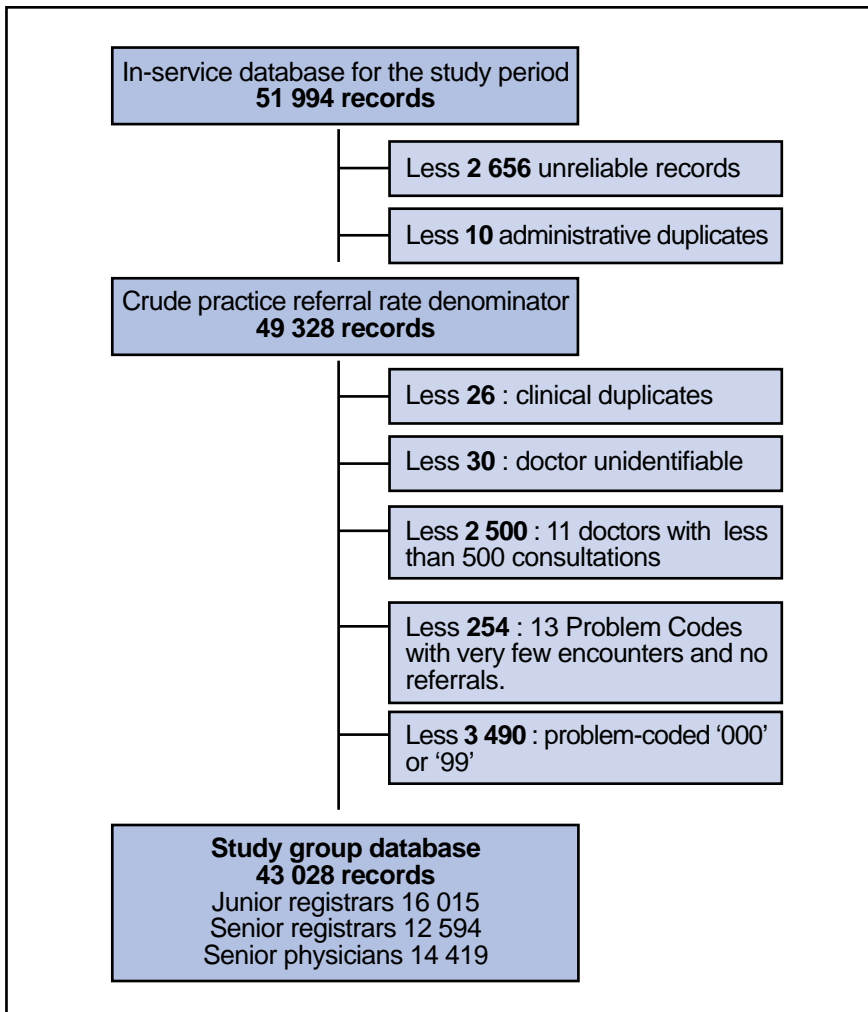 In-service database for the study period
51 994 records
Less 2 656 unreliable records
Less 10 administrative duplicates
Crude practice referral rate denominator
49 328 records
Less 26 : clinical duplicates
Less 30 : doctor unidentifiable
Less 2 500 : 11 doctors with less
than 500 consultations
Less 254 : 13 Problem Codes
with very few encounters and no
referrals.
Less 3 490 : problem-coded ‘000’
or ‘99’
Study group database
43 028 records
Junior registrars 16 015
Senior registrars 12 594
Senior physicians 14 419